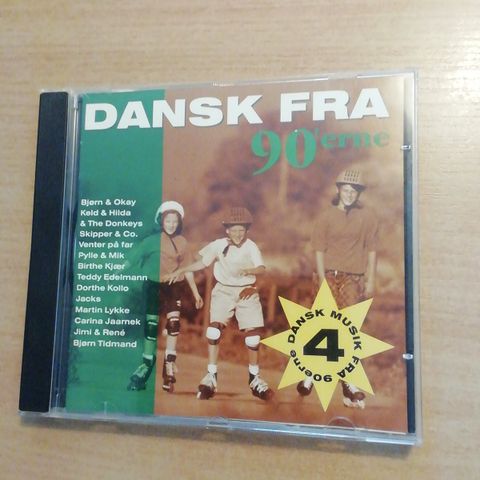 DANSK FRA
90'erne
Bjørn & Okay
Keld & Hilda
& The Donkeys
Skipper & Co.
Venter på far
Pylle & Mik
Birthe Kjær
Teddy Edelmann
Dorthe Kollo
Jacks
Martin Lykke
Carina Jaarnek
Jimi & René
Bjørn Tidmand
DANSK MUSIK FRA 90erne
4